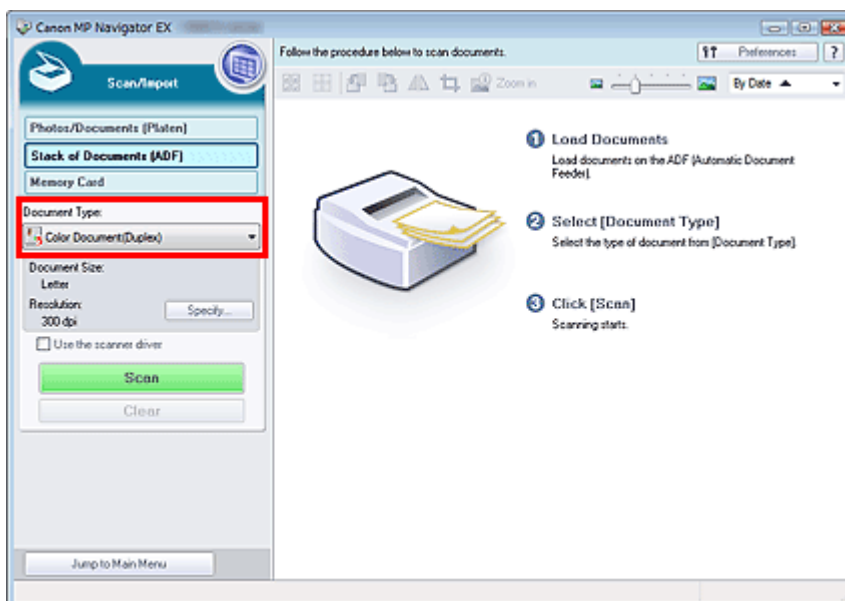 Canon MP Navigator EX
Scan/Import
Photos/Documents (Platen)
Stack of Documents (ADF)
Memory Card
Document Type:
Color Document(Duplex)
Document Size:
Letter
Resolution:
300 dpi
Specify...
Use the scanner driver
Scan
Clear
Jump to Main Menu
Follow the procedure below to scan documents.
Preferences
?
Zoom in
By Date
1 Load Documents
Load documents on the ADF (Automatic Document
Feeder).
2 Select [Document Type]
Select the type of document from [Document Type].
3 Click [Scan]
Scanning starts.